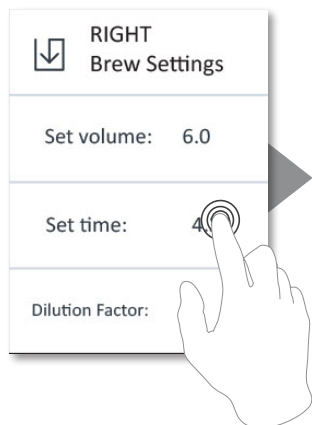 RIGHT
Brew Settings
Set volume: 6.0
Set time:
Dilution Factor: